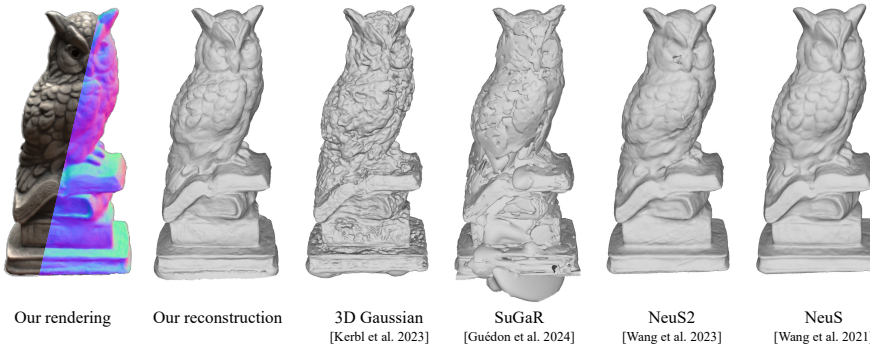 Our rendering
Our reconstruction
3D Gaussian
[Kerbl et al. 2023]
SuGaR
[Guédon et al. 2024]
NeuS2
[Wang et al. 2023]
NeuS
[Wang et al. 2021]